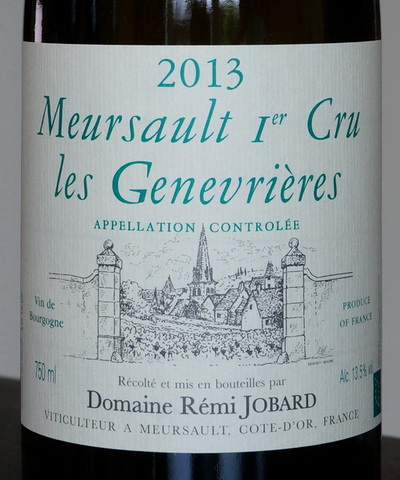 2013
Meursault 1er Cru
les Genevrières
APPELLATION CONTROLÉE
Vin de
Bourgogne
PRODUCE
OF FRANCE
750 ml
Alc. 13,5% vol
Récolté et mis en bouteilles par
Domaine Rémi JOBARD
VITICULTEUR A MEURSAULT, COTE-D'OR, FRANCE